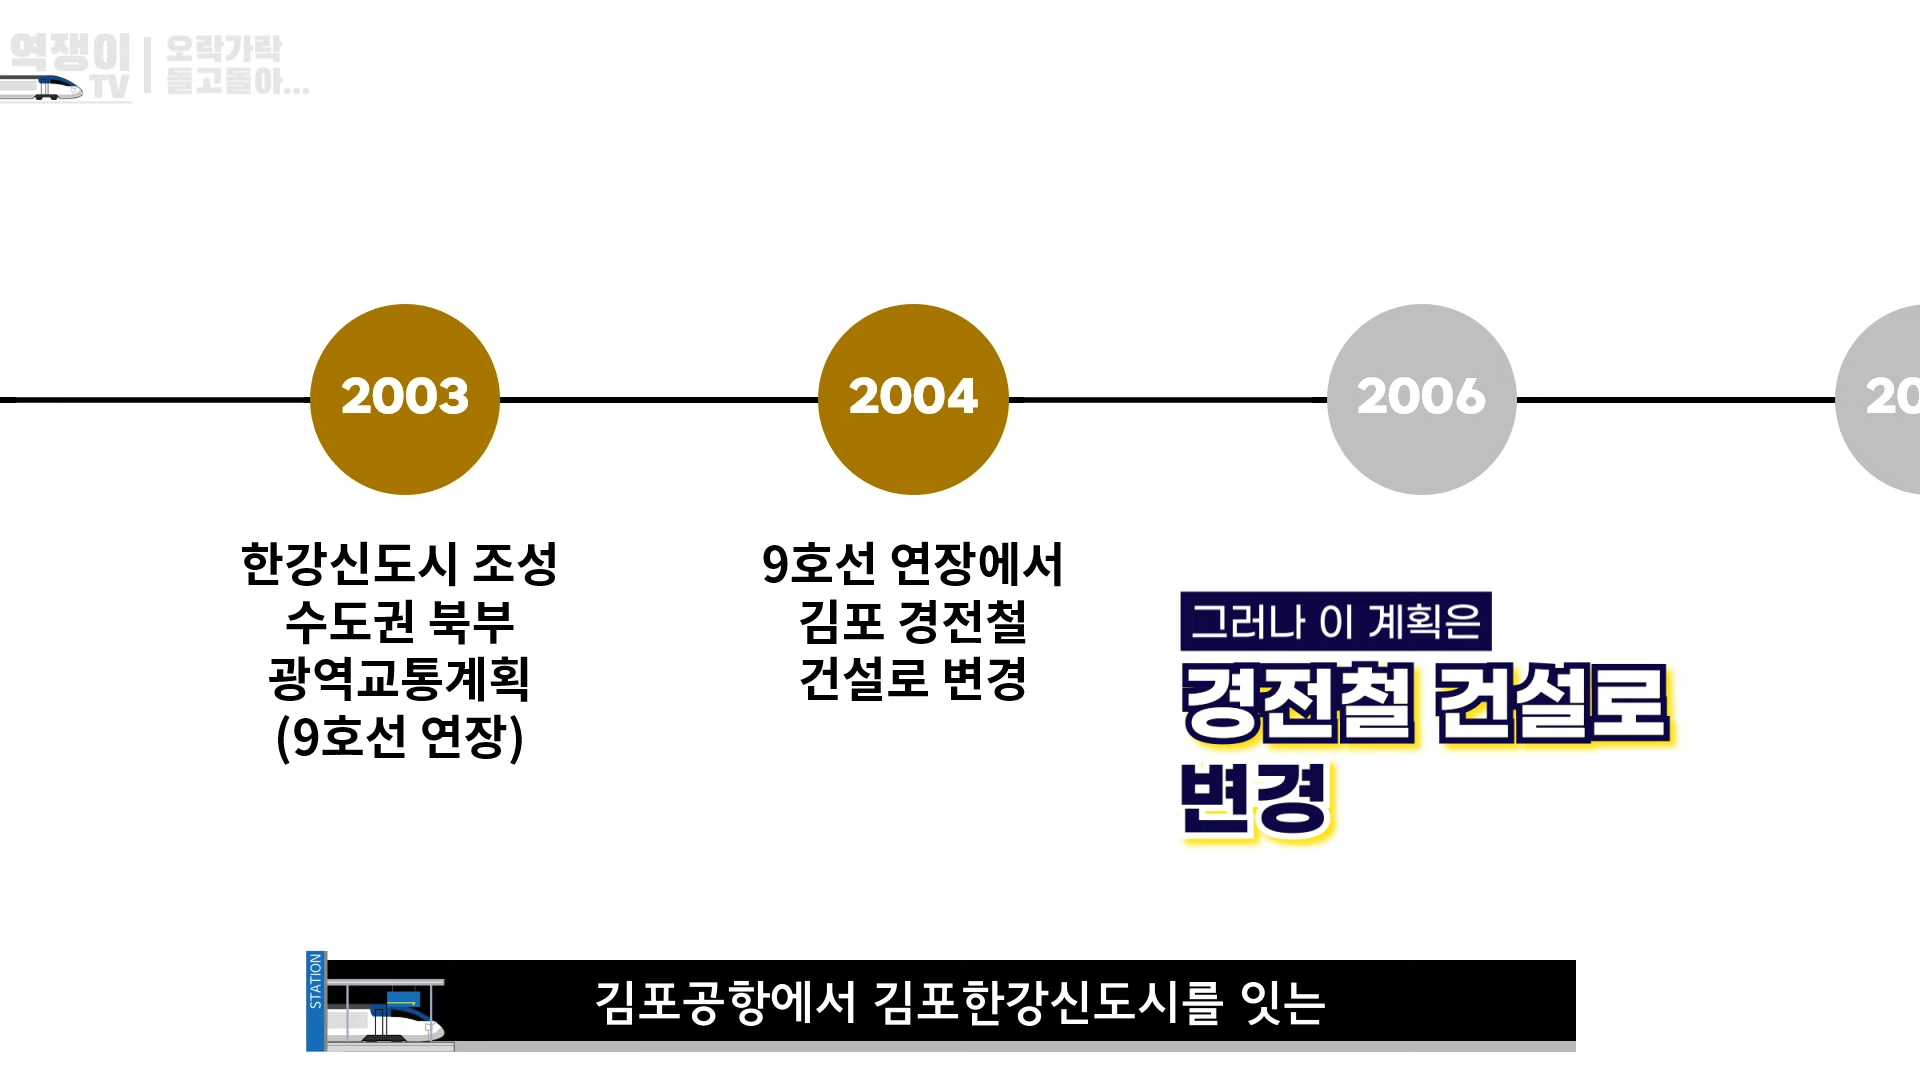 역쟁이
TV
오락가락
돌고돌아...
2003
2004
2006
20
한강신도시 조성
수도권 북부
광역교통계획
(9호선 연장)
9호선 연장에서
김포 경전철
건설로 변경
그러나 이 계획은
경전철 건설로
변경
STATION
김포공항에서 김포한강신도시를 잇는